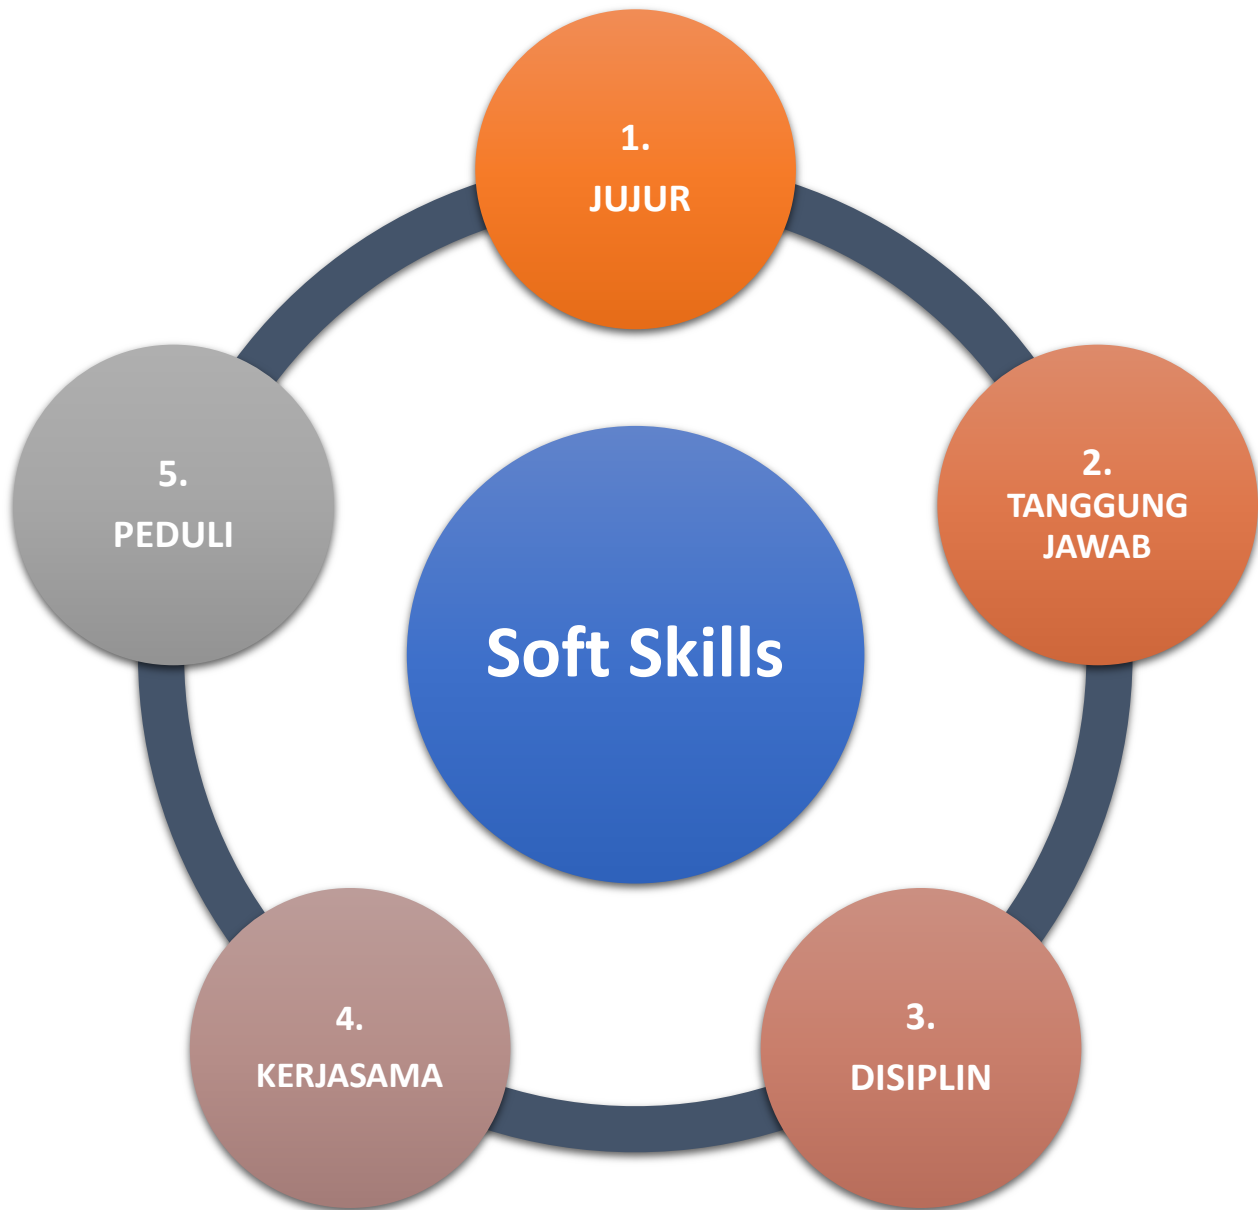 1.
JUJUR
2.
TANGGUNG
JAWAB
3.
DISIPLIN
4.
KERJASAMA
5.
PEDULI
Soft Skills